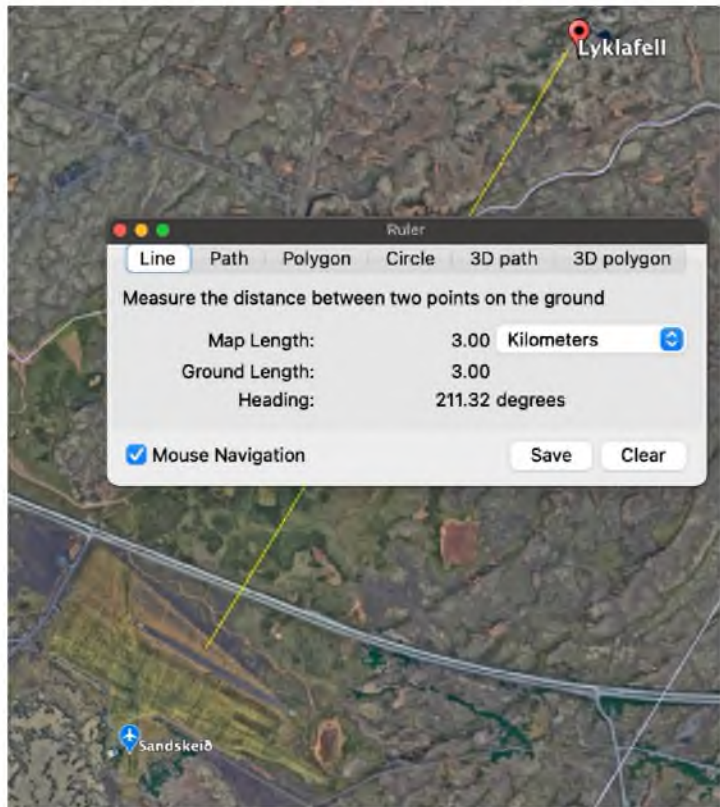 Lyklafell
Ruler
Line Path Polygon Circle 3D path 3D polygon
Measure the distance between two points on the ground
Map Length: 3.00 Kilometers
Ground Length: 3.00
Heading: 211.32 degrees
Mouse Navigation Save Clear
Sandskeið